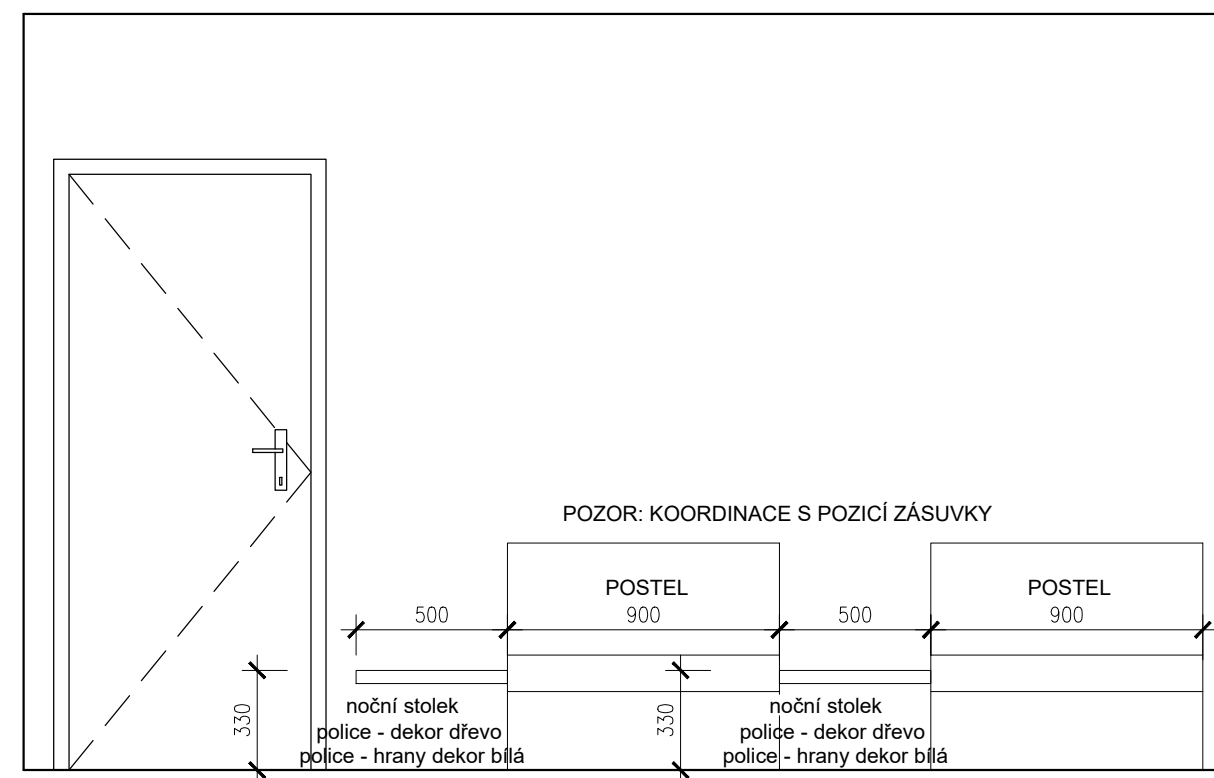 POZOR: KOORDINACE S POZICÍ ZÁSUVKY
POSTEL
POSTEL
500
900
500
900
330
noční stolek
police - dekor dřevo
police - hrany dekor bílá
330
noční stolek
police - dekor dřevo
police - hrany dekor bílá